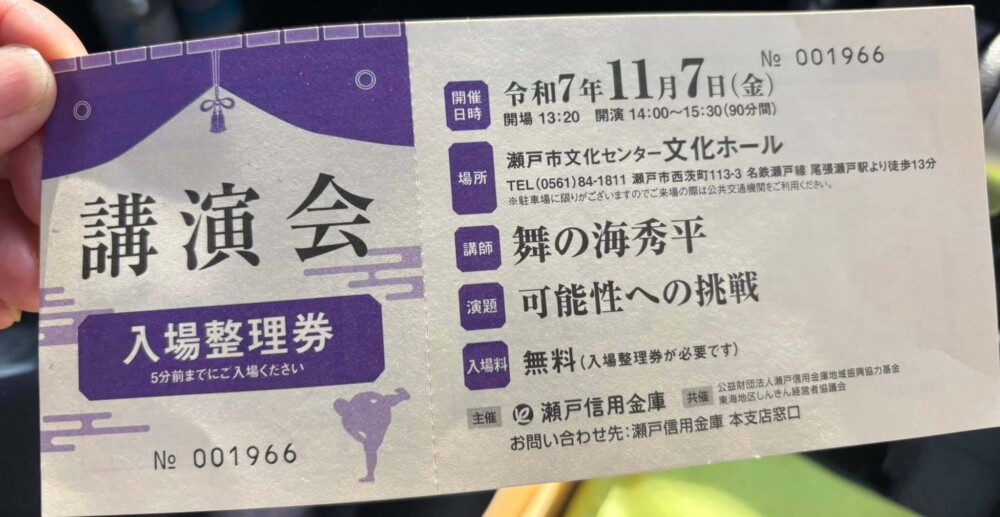 講演会
入場整理券
5分前までにご入場ください
№ 001966
№ 001966
開催日時
令和7年11月7日(金)
開場 13:20 開演 14:00〜15:30(90分間)
場所
瀬戸市文化センター文化ホール
TEL(0561)84-1811 瀬戸市西茨町113-3 名鉄瀬戸線 尾張瀬戸駅より徒歩13分
※駐車場に限りがございますのでご来場の際は公共交通機関をご利用ください。
講師 舞の海秀平
演題 可能性への挑戦
入場料 無料(入場整理券が必要です)
主催 瀬戸信用金庫 共催 公益財団法人瀬戸信用金庫地域振興協力基金
東海地区しんきん経営者協議会
お問い合わせ先:瀬戸信用金庫 本支店窓口